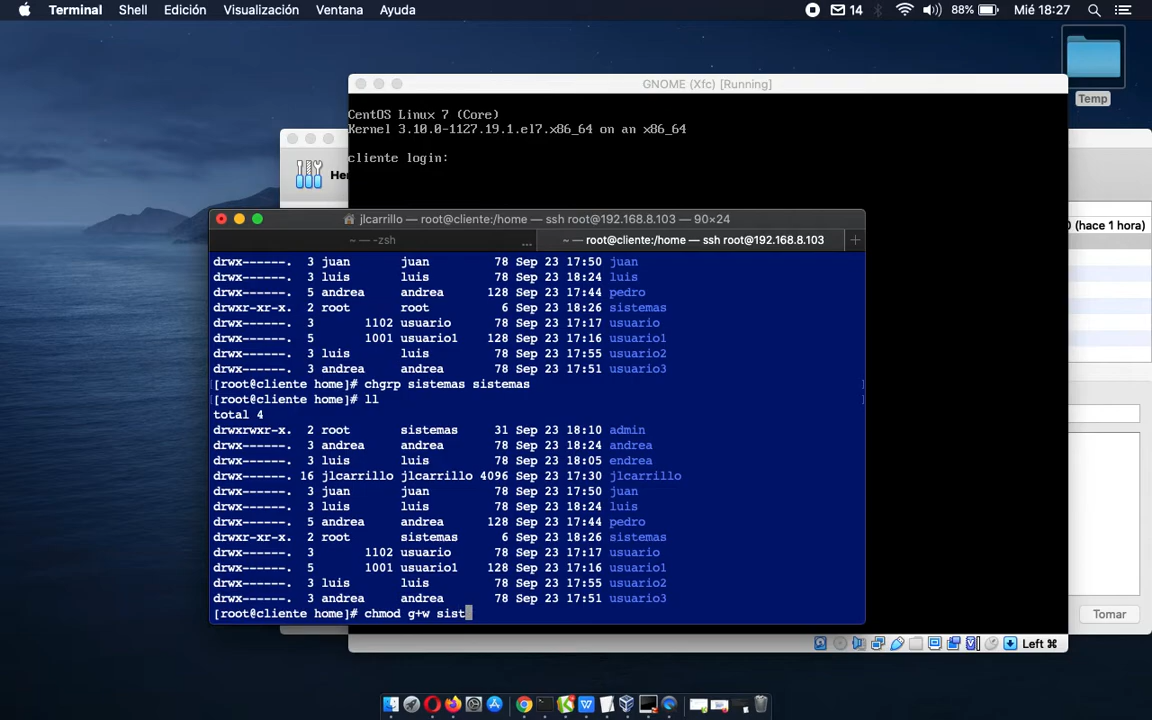 Terminal Shell Edición Visualización Ventana Ayuda 14 88% Mié 18:27
Temp
GNOME (Xfc) [Running]
CentOS Linux 7 (Core)
Kernel 3.10.0-1127.19.1.el7.x86_64 on an x86_64
cliente login:
Her
0 (hace 1 hora)
jlcarrillo — root@cliente:/home — ssh root@192.168.8.103 — 90×24
~ — -zsh ... ~ — root@cliente:/home — ssh root@192.168.8.103 +
drwx------. 3 juan juan 78 Sep 23 17:50 juan
drwx------. 3 luis luis 78 Sep 23 18:24 luis
drwx------. 5 andrea andrea 128 Sep 23 17:44 pedro
drwxr-xr-x. 2 root root 6 Sep 23 18:26 sistemas
drwx------. 3 1102 usuario 78 Sep 23 17:17 usuario
drwx------. 5 1001 usuario1 128 Sep 23 17:16 usuario1
drwx------. 3 luis luis 78 Sep 23 17:55 usuario2
drwx------. 3 andrea andrea 78 Sep 23 17:51 usuario3
[[root@cliente home]# chgrp sistemas sistemas ]
[[root@cliente home]# ll ]
total 4
drwxrwxr-x. 2 root sistemas 31 Sep 23 18:10 admin
drwx------. 3 andrea andrea 78 Sep 23 18:24 andrea
drwx------. 3 luis luis 78 Sep 23 18:05 endrea
drwx------. 16 jlcarrillo jlcarrillo 4096 Sep 23 17:30 jlcarrillo
drwx------. 3 juan juan 78 Sep 23 17:50 juan
drwx------. 3 luis luis 78 Sep 23 18:24 luis
drwx------. 5 andrea andrea 128 Sep 23 17:44 pedro
drwxr-xr-x. 2 root sistemas 6 Sep 23 18:26 sistemas
drwx------. 3 1102 usuario 78 Sep 23 17:17 usuario
drwx------. 5 1001 usuario1 128 Sep 23 17:16 usuario1
drwx------. 3 luis luis 78 Sep 23 17:55 usuario2
drwx------. 3 andrea andrea 78 Sep 23 17:51 usuario3
[root@cliente home]# chmod g+w sist
Tomar
Left ⌘